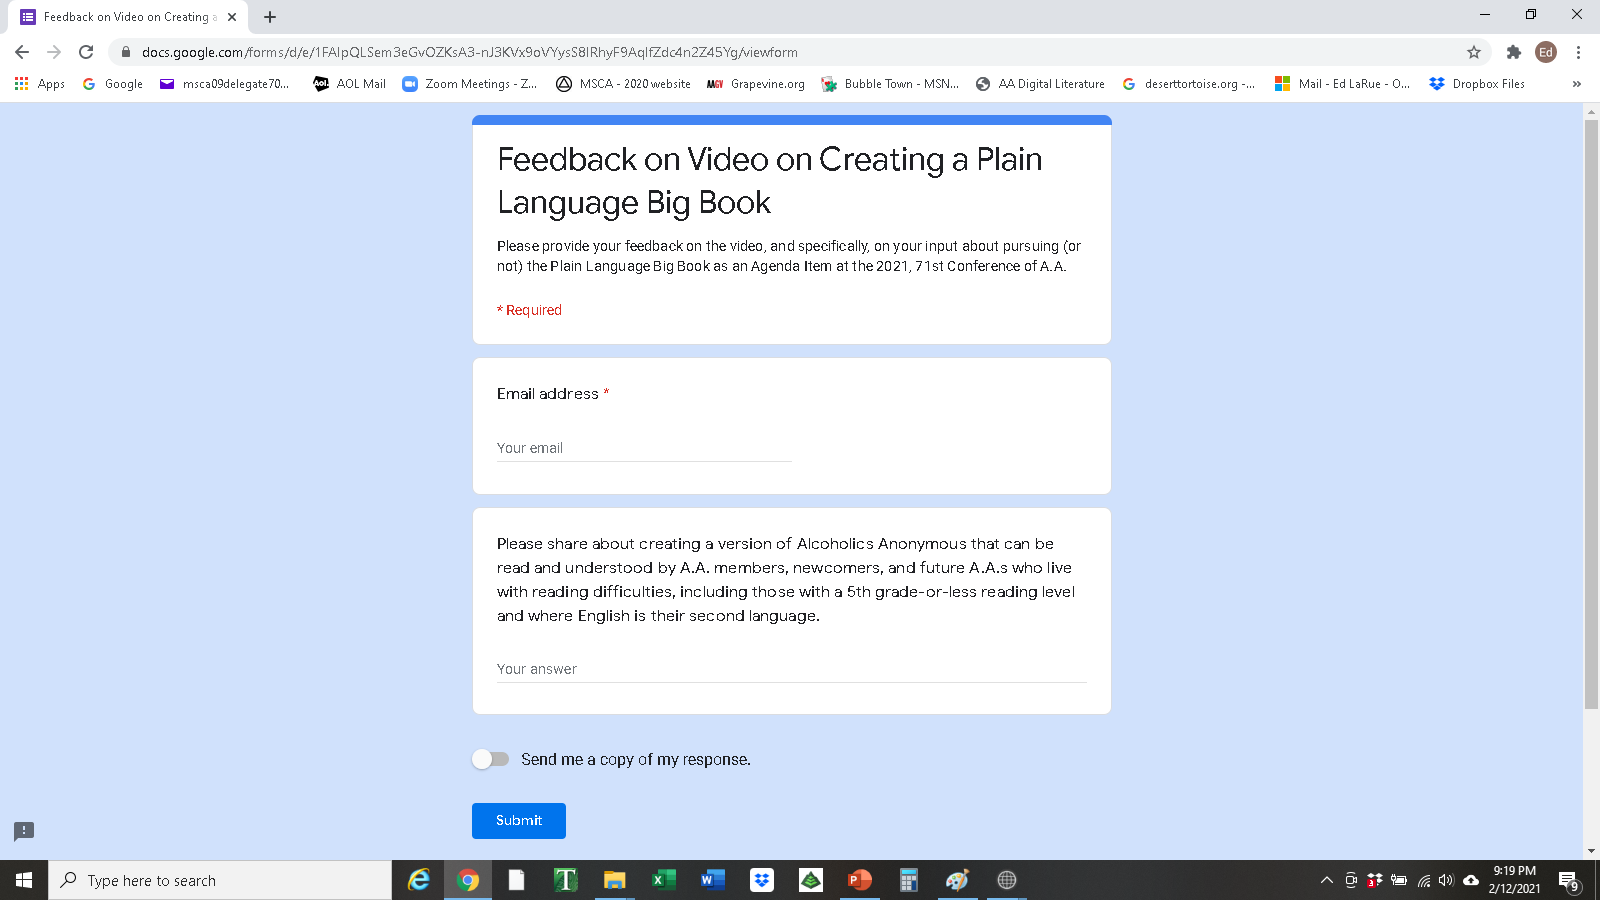 Feedback on Video on Creating a
docs.google.com/forms/d/e/1FAIpQLSem3eGvOZKsA3-nJ3KVx9oVYysS8lRhyF9AqIfZdc4n2Z45Yg/viewform
Ed
Apps Google msca09delegate70... AOL Mail Zoom Meetings - Z... MSCA - 2020 website Grapevine.org Bubble Town - MSN... AA Digital Literature deserttortoise.org -... Mail - Ed LaRue - O... Dropbox Files »
Feedback on Video on Creating a Plain
Language Big Book
Please provide your feedback on the video, and specifically, on your input about pursuing (or
not) the Plain Language Big Book as an Agenda Item at the 2021, 71st Conference of A.A.
* Required
Email address *
Your email
Please share about creating a version of Alcoholics Anonymous that can be
read and understood by A.A. members, newcomers, and future A.A.s who live
with reading difficulties, including those with a 5th grade-or-less reading level
and where English is their second language.
Your answer
Send me a copy of my response.
Submit
Type here to search
9:19 PM
2/12/2021
9